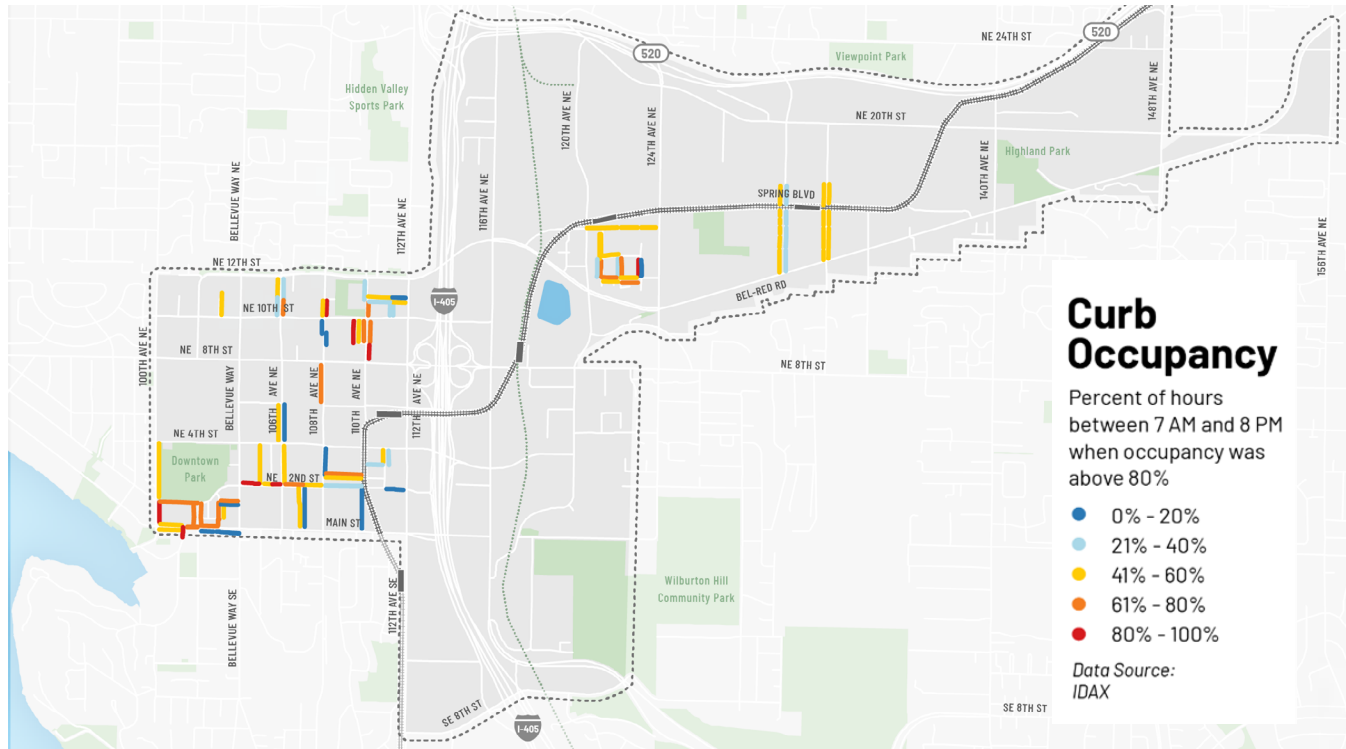 NE 24TH ST
520
520
Viewpoint Park
Hidden Valley
Sports Park
120TH AVE NE
124TH AVE NE
NE 20TH ST
148TH AVE NE
140TH AVE NE
Highland Park
BELLEVUE WAY NE
112TH AVE NE
116TH AVE NE
SPRING BLVD
156TH AVE NE
NE 12TH ST
I-405
BEL-RED RD
NE 10TH ST
100TH AVE NE
NE 8TH ST
NE 8TH ST
BELLEVUE WAY
106TH AVE NE
108TH AVE NE
110TH AVE NE
112TH AVE NE
NE 4TH ST
Downtown
Park
NE 2ND ST
MAIN ST
112TH AVE SE
BELLEVUE WAY SE
Wilburton Hill
Community Park
SE 8TH ST
I-405
SE 8TH ST
Curb
Occupancy
Percent of hours
between 7 AM and 8 PM
when occupancy was
above 80%
0% - 20%
21% - 40%
41% - 60%
61% - 80%
80% - 100%
Data Source:
IDAX